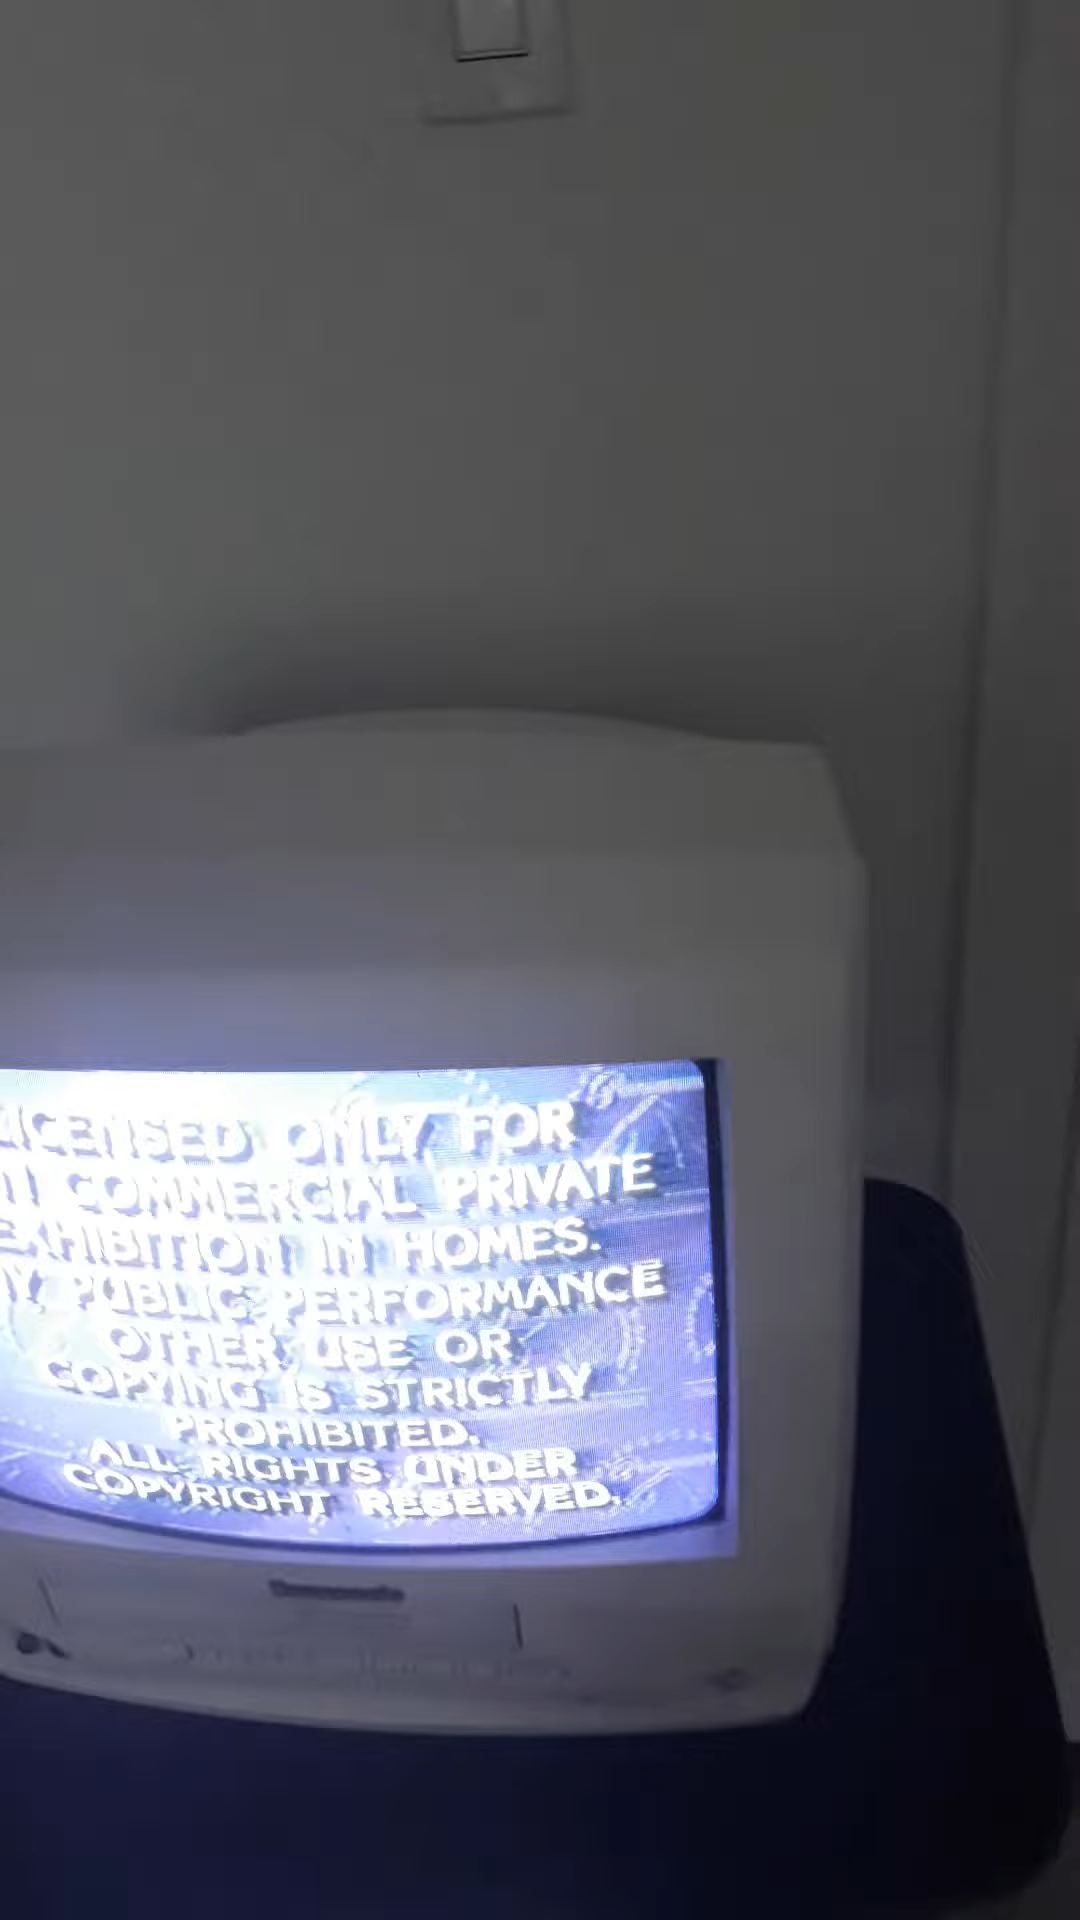 LICENSED ONLY FOR
COMMERCIAL PRIVATE
EXHIBITION IN HOMES.
PUBLIC PERFORMANCE
OTHER USE OR
COPYING IS STRICTLY
PROHIBITED.
ALL RIGHTS UNDER
COPYRIGHT RESERVED.